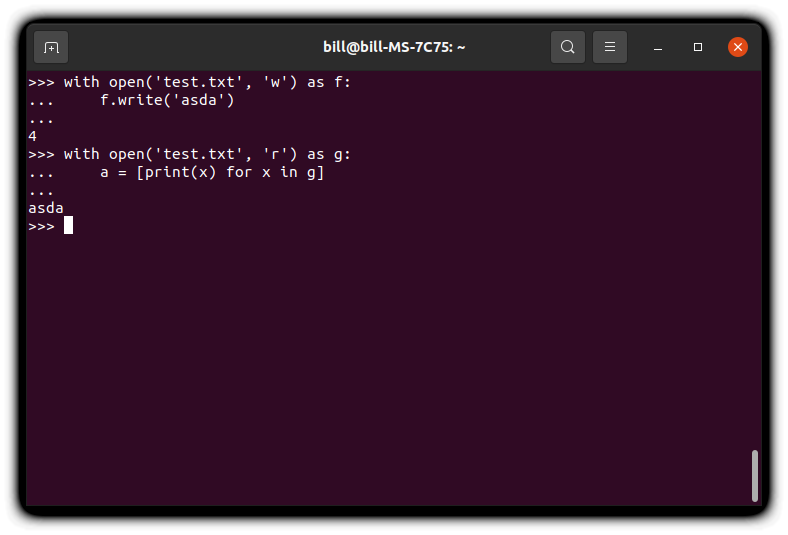 bill@bill-MS-7C75: ~
>>> with open('test.txt', 'w') as f:
...     f.write('asda')
...
4
>>> with open('test.txt', 'r') as g:
...     a = [print(x) for x in g]
...
asda
>>>